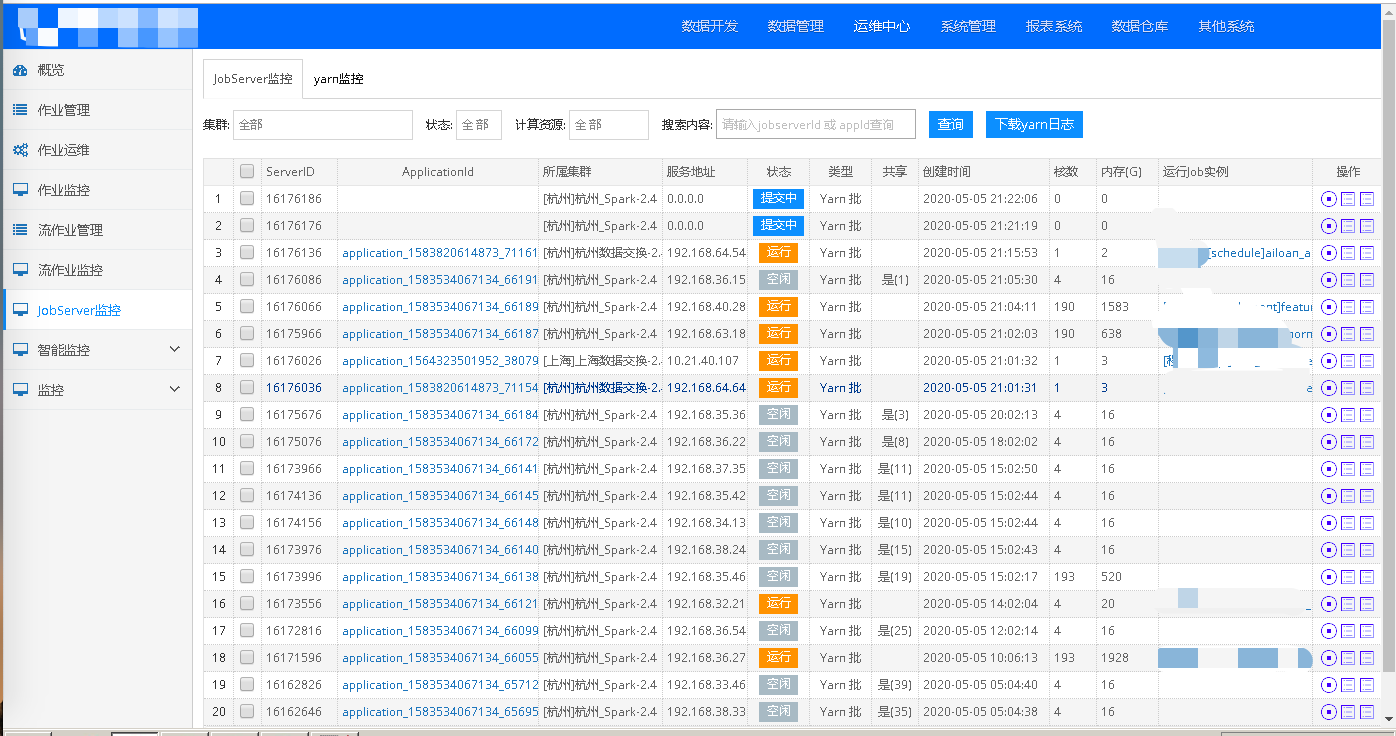 数据开发 数据管理 运维中心 系统管理 报表系统 数据仓库 其他系统
概览
作业管理
作业运维
作业监控
流作业管理
流作业监控
JobServer监控
智能监控
监控
JobServer监控 yarn监控
集群: 全部 状态: 全部 计算资源: 全部 搜索内容: 请输入jobserverId 或 appId查询 查询 下载yarn日志
ServerID ApplicationId 所属集群 服务地址 状态 类型 共享 创建时间 核数 内存(G) 运行Job实例 操作
1 16176186 [杭州]杭州_Spark-2.4 0.0.0.0 提交中 Yarn 批 2020-05-05 21:22:06 0 0
2 16176176 [杭州]杭州_Spark-2.4 0.0.0.0 提交中 Yarn 批 2020-05-05 21:21:19 0 0
3 16176136 application_1583820614873_71161 [杭州]杭州数据交换-2. 192.168.64.54 运行 Yarn 批 2020-05-05 21:15:53 1 2 [schedule]ailoan_a
4 16176086 application_1583534067134_66191 [杭州]杭州_Spark-2.4 192.168.36.15 空闲 Yarn 批 是(1) 2020-05-05 21:05:30 4 16
5 16176066 application_1583534067134_66189 [杭州]杭州_Spark-2.4 192.168.40.28 运行 Yarn 批 2020-05-05 21:04:11 190 1583 ]featu
6 16175966 application_1583534067134_66187 [杭州]杭州_Spark-2.4 192.168.63.18 运行 Yarn 批 2020-05-05 21:02:03 190 638
7 16176026 application_1564323501952_38079 [上海]上海数据交换-2. 10.21.40.107 运行 Yarn 批 2020-05-05 21:01:32 1 3
8 16176036 application_1583820614873_71154 [杭州]杭州数据交换-2. 192.168.64.64 运行 Yarn 批 2020-05-05 21:01:31 1 3
9 16175676 application_1583534067134_66184 [杭州]杭州_Spark-2.4 192.168.35.36 空闲 Yarn 批 是(3) 2020-05-05 20:02:13 4 16
10 16175076 application_1583534067134_66172 [杭州]杭州_Spark-2.4 192.168.36.22 空闲 Yarn 批 是(8) 2020-05-05 18:02:02 4 16
11 16173966 application_1583534067134_66141 [杭州]杭州_Spark-2.4 192.168.37.35 空闲 Yarn 批 是(11) 2020-05-05 15:02:50 4 16
12 16174136 application_1583534067134_66145 [杭州]杭州_Spark-2.4 192.168.35.42 空闲 Yarn 批 是(11) 2020-05-05 15:02:44 4 16
13 16174156 application_1583534067134_66148 [杭州]杭州_Spark-2.4 192.168.34.13 空闲 Yarn 批 是(10) 2020-05-05 15:02:44 4 16
14 16173976 application_1583534067134_66140 [杭州]杭州_Spark-2.4 192.168.38.24 空闲 Yarn 批 是(15) 2020-05-05 15:02:43 4 16
15 16173996 application_1583534067134_66138 [杭州]杭州_Spark-2.4 192.168.35.46 空闲 Yarn 批 是(19) 2020-05-05 15:02:17 193 520
16 16173556 application_1583534067134_66121 [杭州]杭州_Spark-2.4 192.168.32.21 运行 Yarn 批 2020-05-05 14:02:04 4 20
17 16172816 application_1583534067134_66099 [杭州]杭州_Spark-2.4 192.168.36.54 空闲 Yarn 批 是(25) 2020-05-05 12:02:14 4 16
18 16171596 application_1583534067134_66055 [杭州]杭州_Spark-2.4 192.168.36.27 运行 Yarn 批 2020-05-05 10:06:13 193 1928
19 16162826 application_1583534067134_65712 [杭州]杭州_Spark-2.4 192.168.33.46 空闲 Yarn 批 是(39) 2020-05-05 05:04:40 4 16
20 16162646 application_1583534067134_65695 [杭州]杭州_Spark-2.4 192.168.38.33 空闲 Yarn 批 是(35) 2020-05-05 05:04:38 4 16